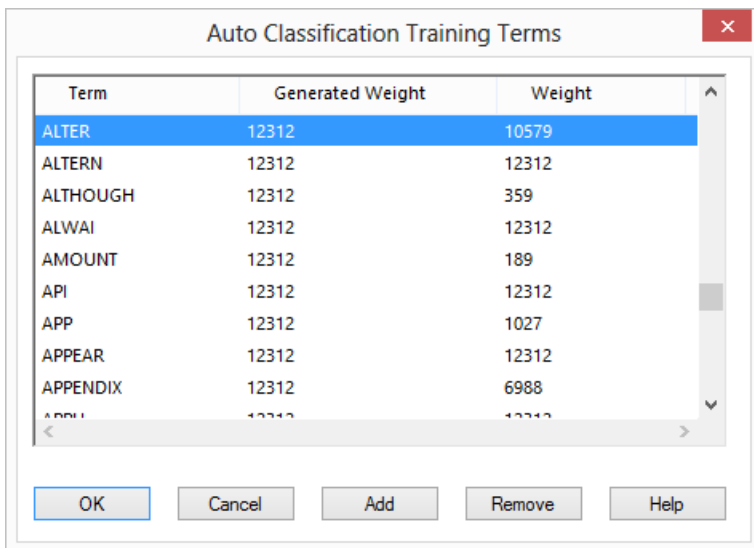 Auto Classification Training Terms
Term Generated Weight Weight
ALTER 12312 10579
ALTERN 12312 12312
ALTHOUGH 12312 359
ALWAI 12312 12312
AMOUNT 12312 189
API 12312 12312
APP 12312 1027
APPEAR 12312 12312
APPENDIX 12312 6988
12312 12312
OK Cancel Add Remove Help